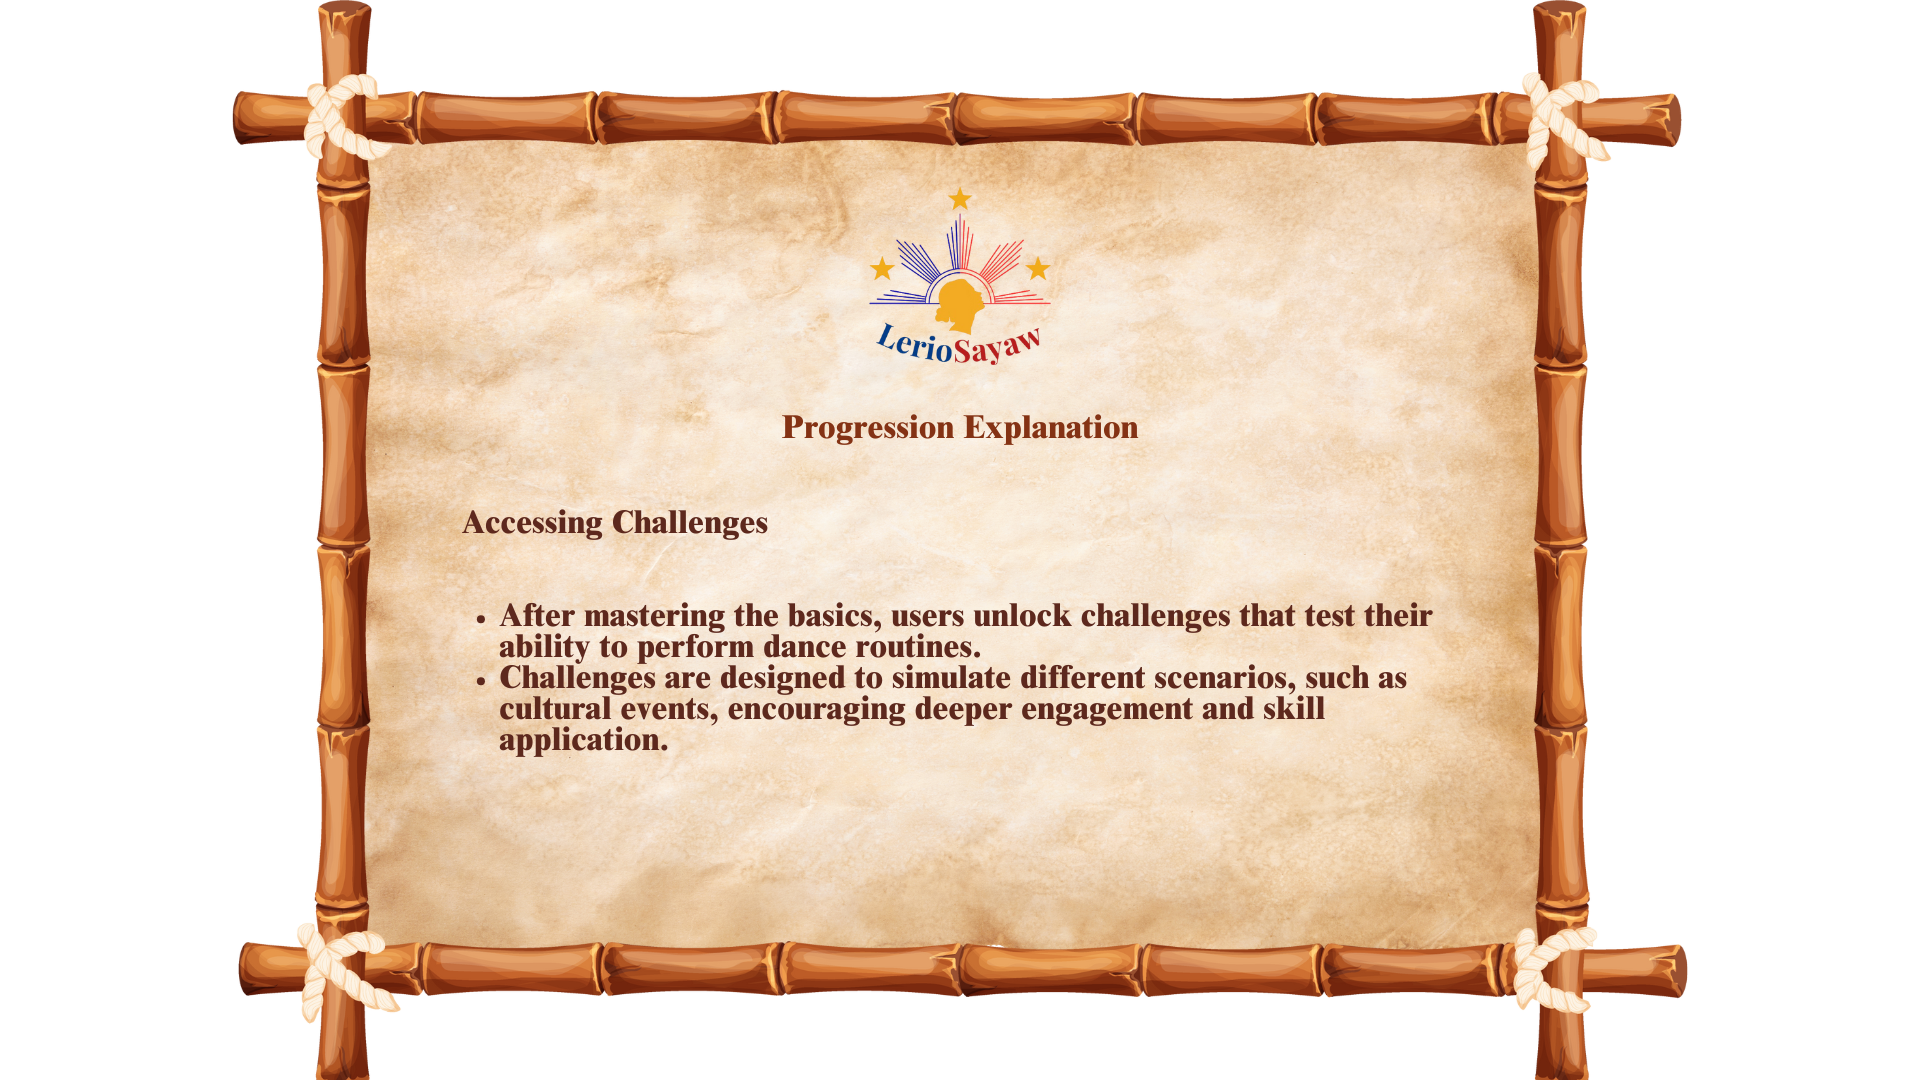 LerioSayaw
Progression Explanation
Accessing Challenges
• After mastering the basics, users unlock challenges that test their
ability to perform dance routines.
• Challenges are designed to simulate different scenarios, such as
cultural events, encouraging deeper engagement and skill
application.